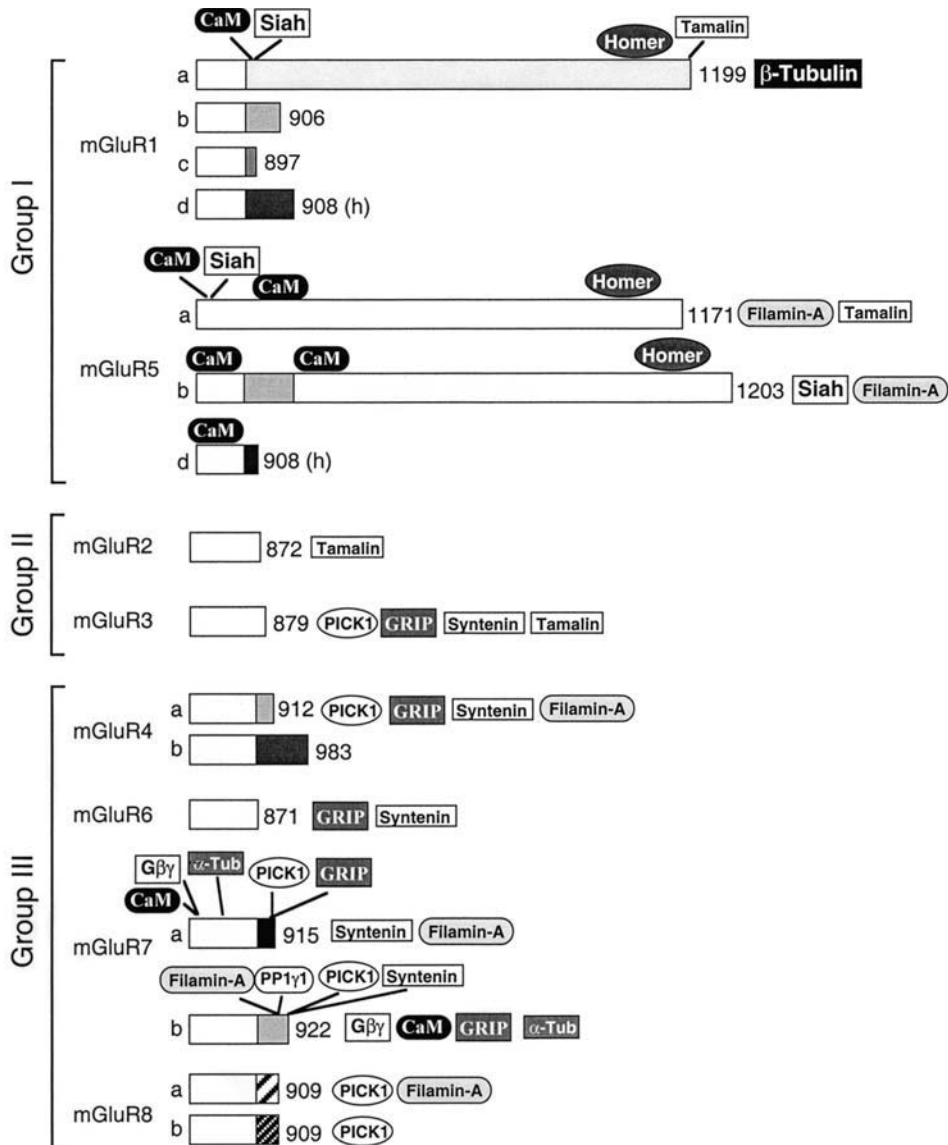 CaM Siah Homer Tamalin
a 1199 β-Tubulin
b 906
mGluR1
c 897
d 908 (h)
Group I
CaM Siah CaM Homer
a 1171 Filamin-A Tamalin
mGluR5
CaM CaM Homer
b 1203 Siah Filamin-A
CaM
d 908 (h)
Group II
mGluR2 872 Tamalin
mGluR3 879 PICK1 GRIP Syntenin Tamalin
Group III
mGluR4
a 912 PICK1 GRIP Syntenin Filamin-A
b 983
mGluR6 871 GRIP Syntenin
Gβγ α-Tub PICK1 GRIP
CaM
mGluR7
a 915 Syntenin Filamin-A
Filamin-A PP1γ1 PICK1 Syntenin
b 922 Gβγ CaM GRIP α-Tub
mGluR8
a 909 PICK1 Filamin-A
b 909 PICK1